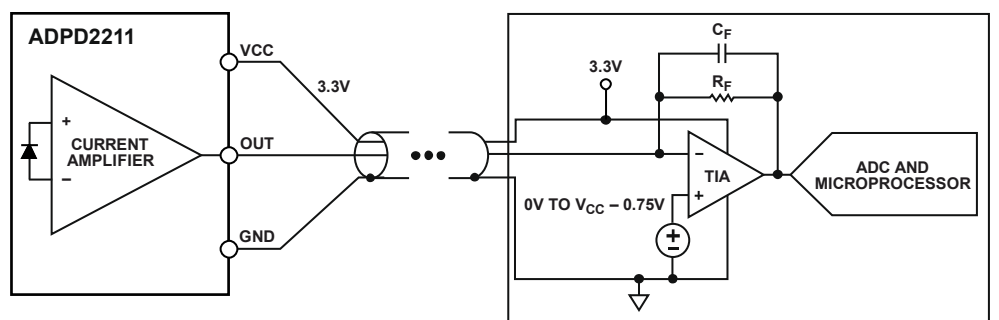 ADPD2211
VCC
3.3V
CURRENT
AMPLIFIER
+
−
OUT
GND
3.3V
CF
RF
−
TIA
+
0V TO VCC – 0.75V
+
−
ADC AND
MICROPROCESSOR